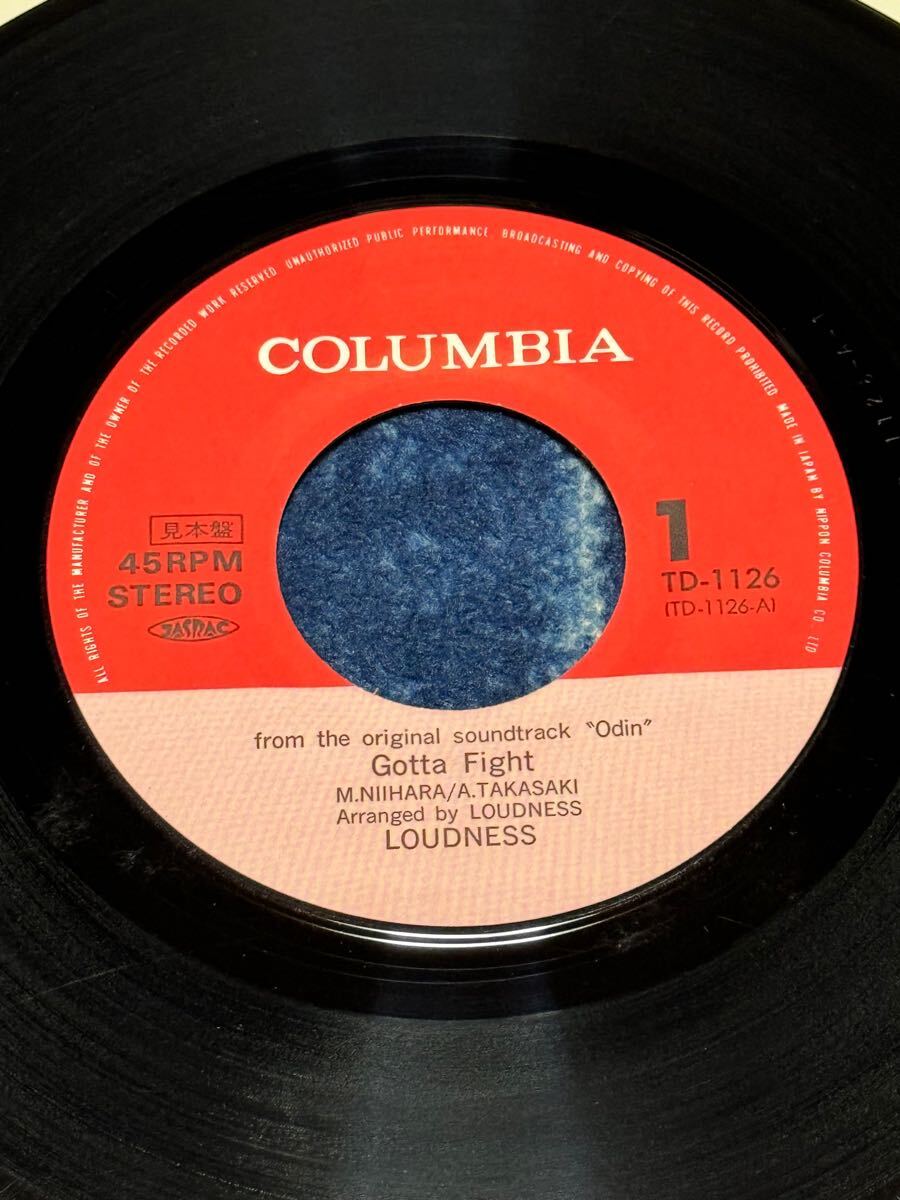 ALL RIGHTS OF THE MANUFACTURER AND OF THE OWNER OF THE RECORDED WORK RESERVED. UNAUTHORIZED PUBLIC PERFORMANCE, BROADCASTING AND COPYING OF THIS RECORD PROHIBITED. MADE IN JAPAN BY NIPPON COLUMBIA CO. LTD.
COLUMBIA
見本盤
45RPM
STEREO
JASRAC
1
TD-1126
(TD-1126-A)
from the original soundtrack "Odin"
Gotta Fight
M.NIIHARA/A.TAKASAKI
Arranged by LOUDNESS
LOUDNESS